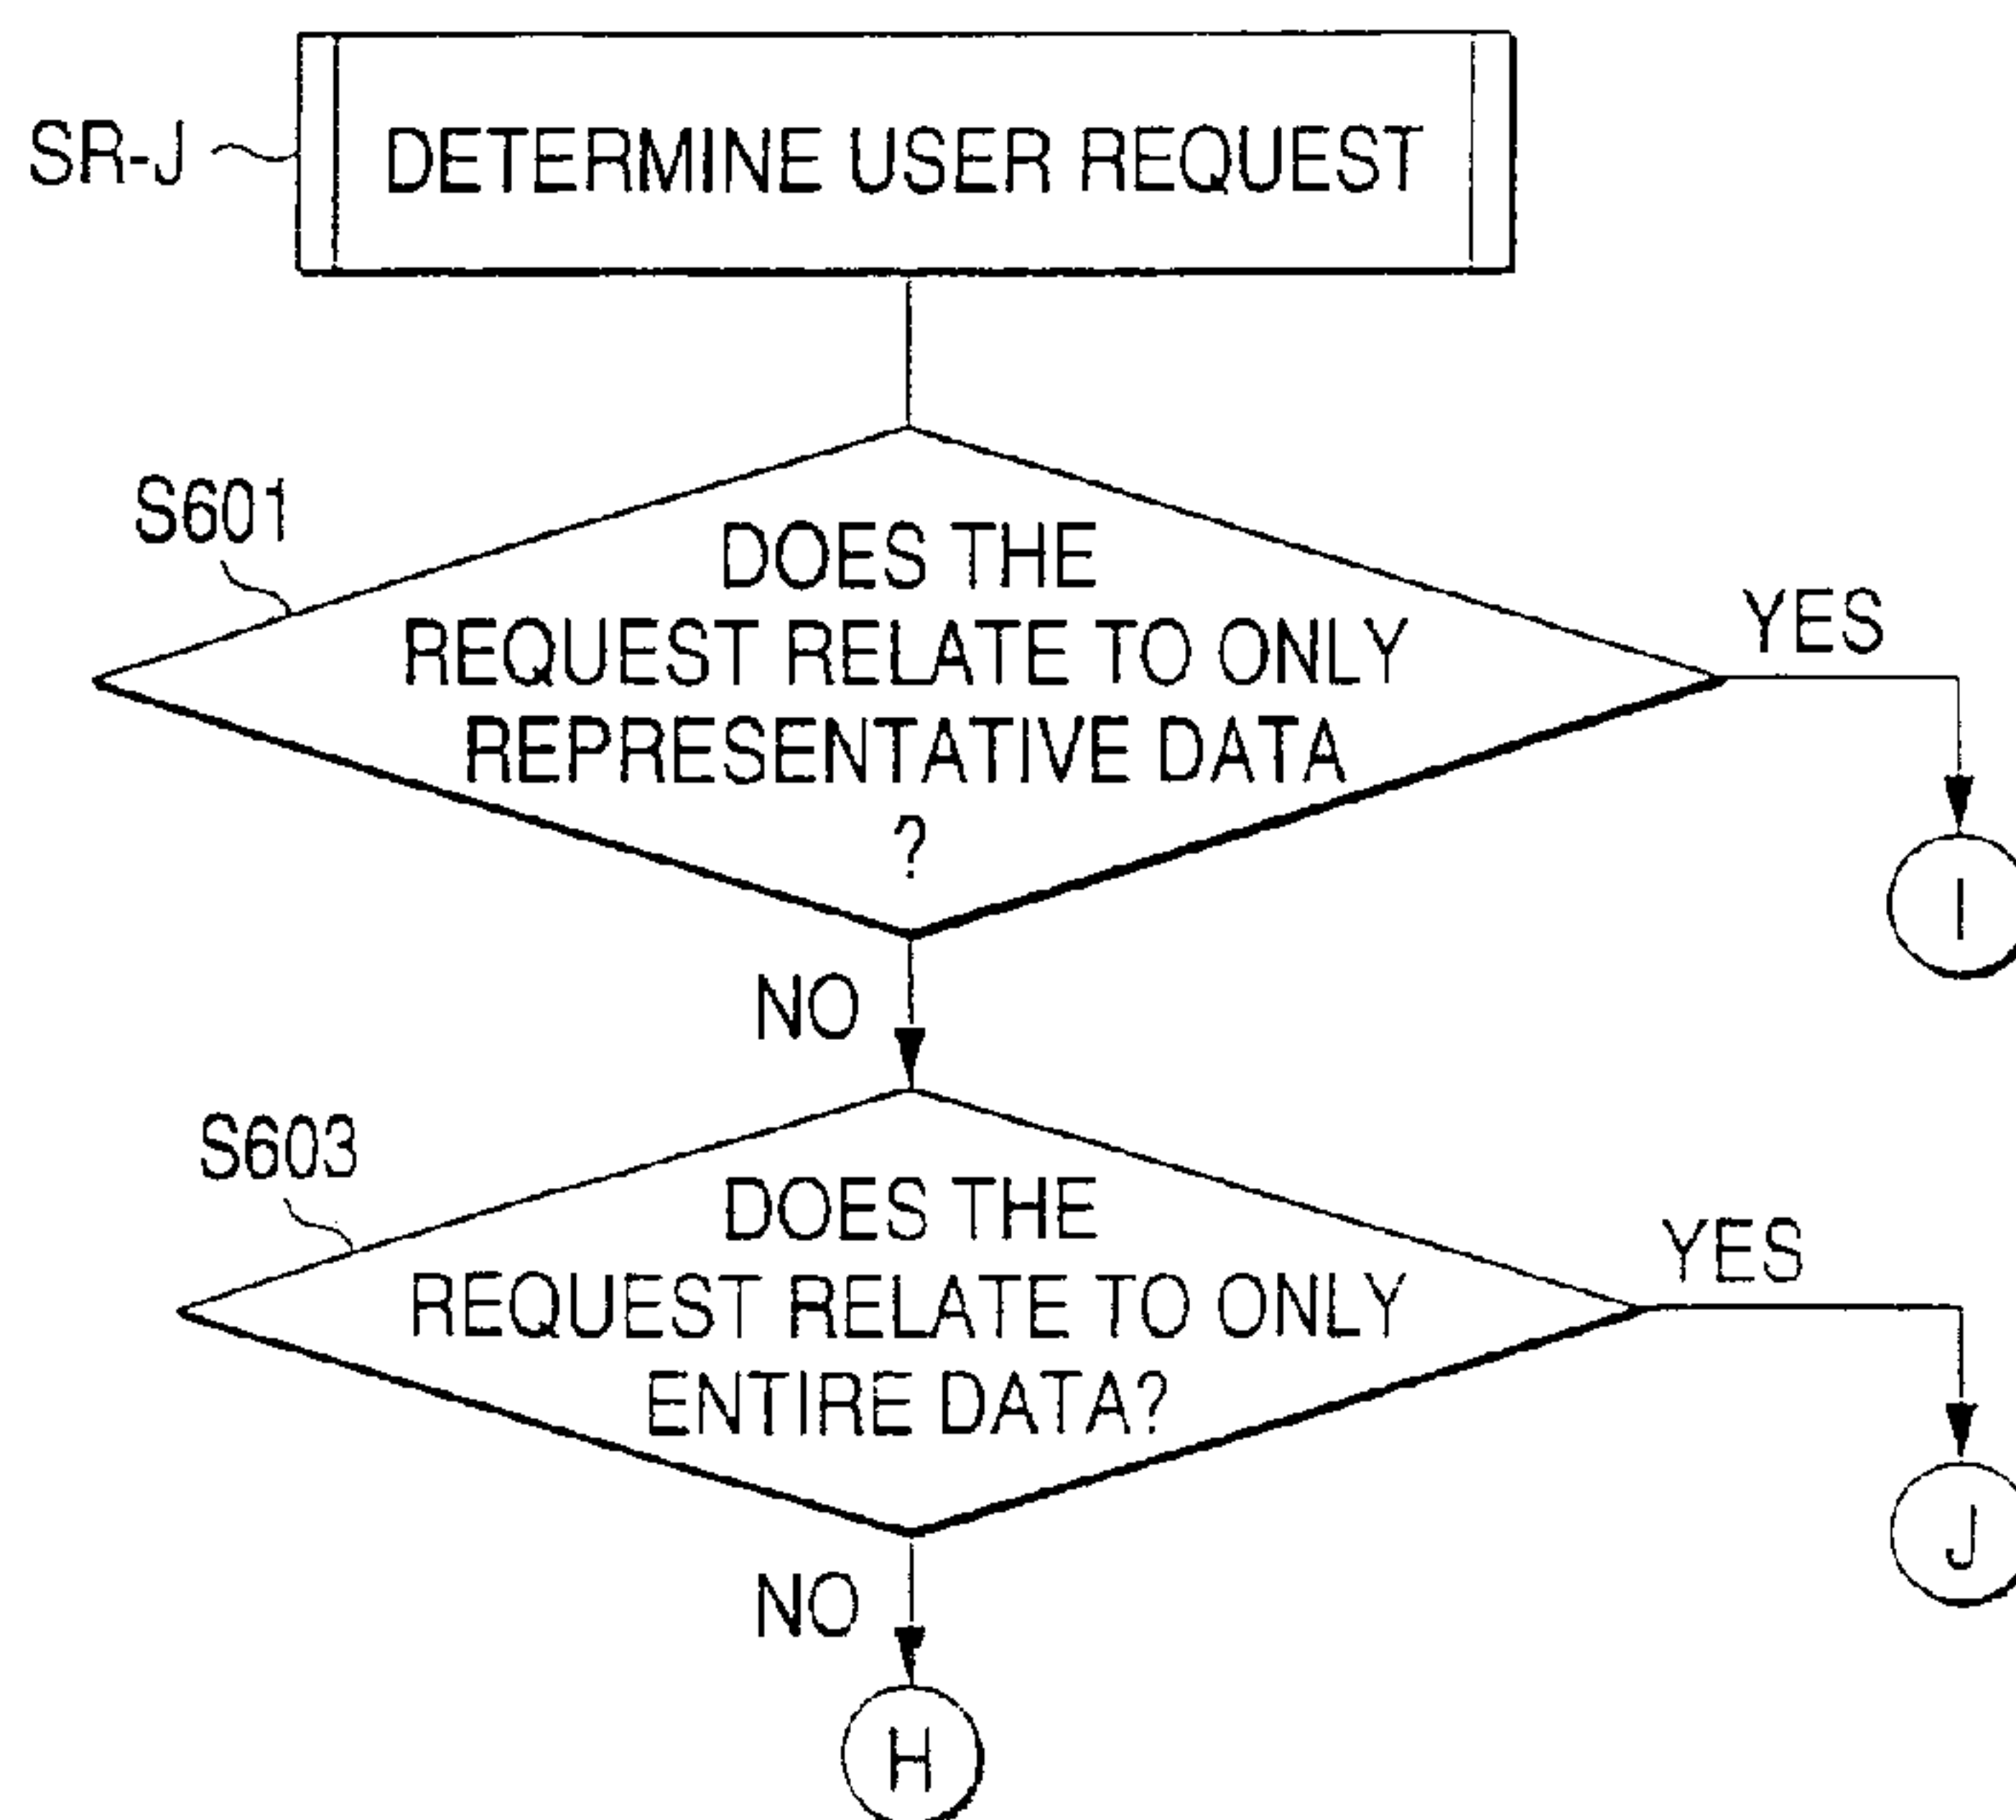 SR-J
DETERMINE USER REQUEST
S601
DOES THE
REQUEST RELATE TO ONLY
REPRESENTATIVE DATA
?
YES
I
NO
S603
DOES THE
REQUEST RELATE TO ONLY
ENTIRE DATA?
YES
J
NO
H